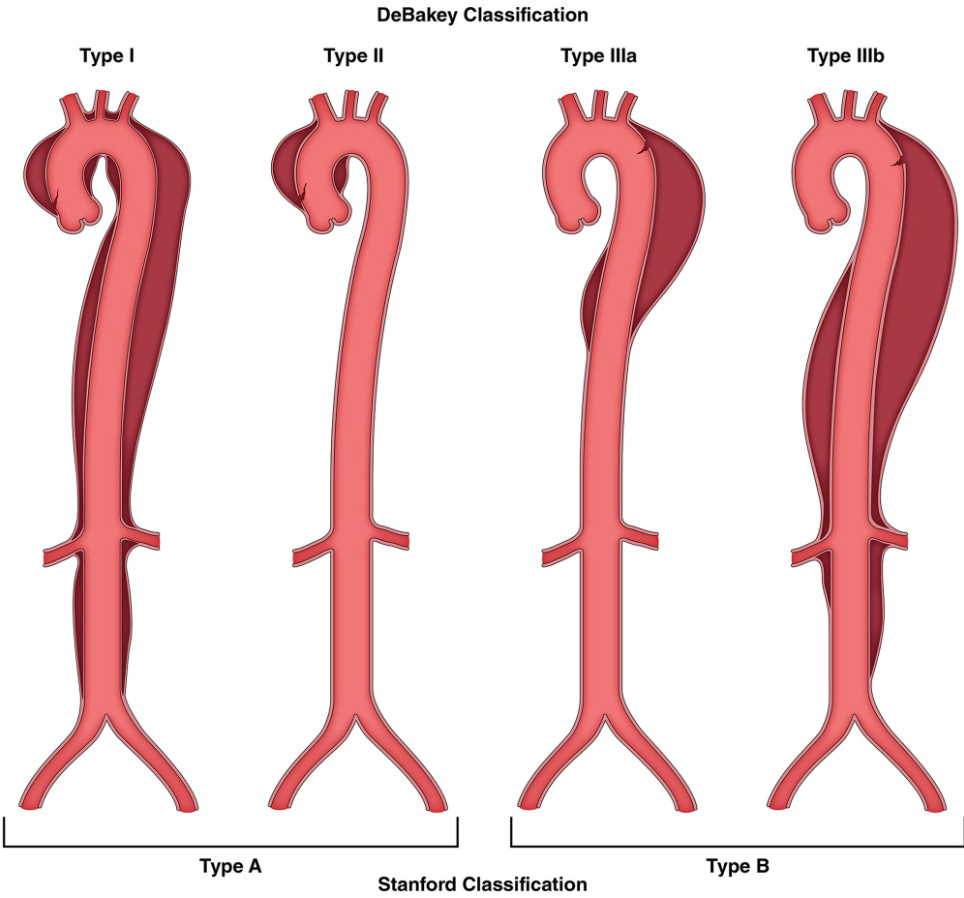 DeBakey Classification
Type I Type II Type IIIa Type IIIb
Type A Type B
Stanford Classification